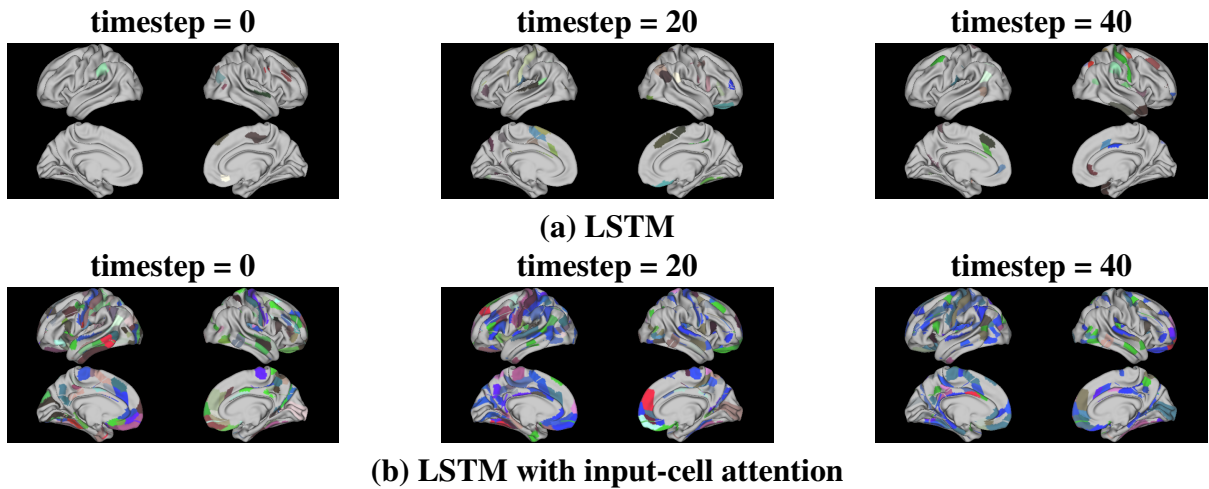 timestep = 0 timestep = 20 timestep = 40
(a) LSTM
timestep = 0 timestep = 20 timestep = 40
(b) LSTM with input-cell attention